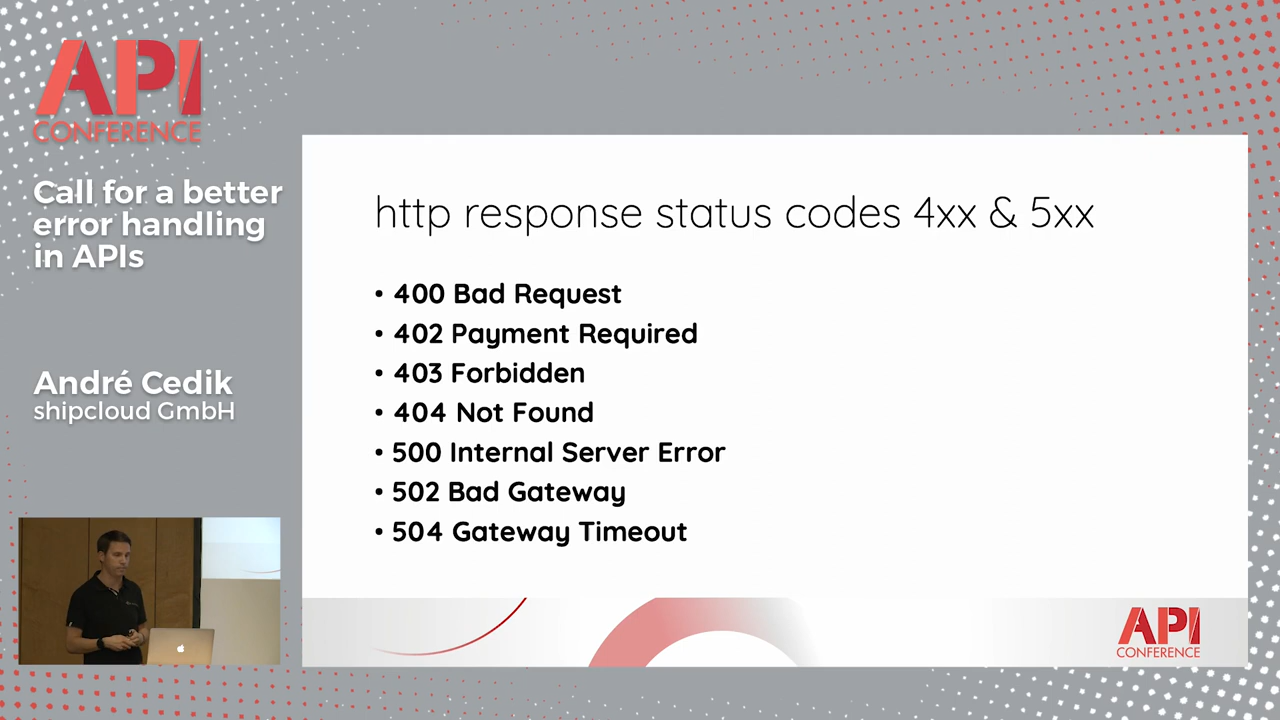 API
CONFERENCE
Call for a better
error handling
in APIs
André Cedik
shipcloud GmbH
http response status codes 4xx & 5xx
• 400 Bad Request
• 402 Payment Required
• 403 Forbidden
• 404 Not Found
• 500 Internal Server Error
• 502 Bad Gateway
• 504 Gateway Timeout
API
CONFERENCE